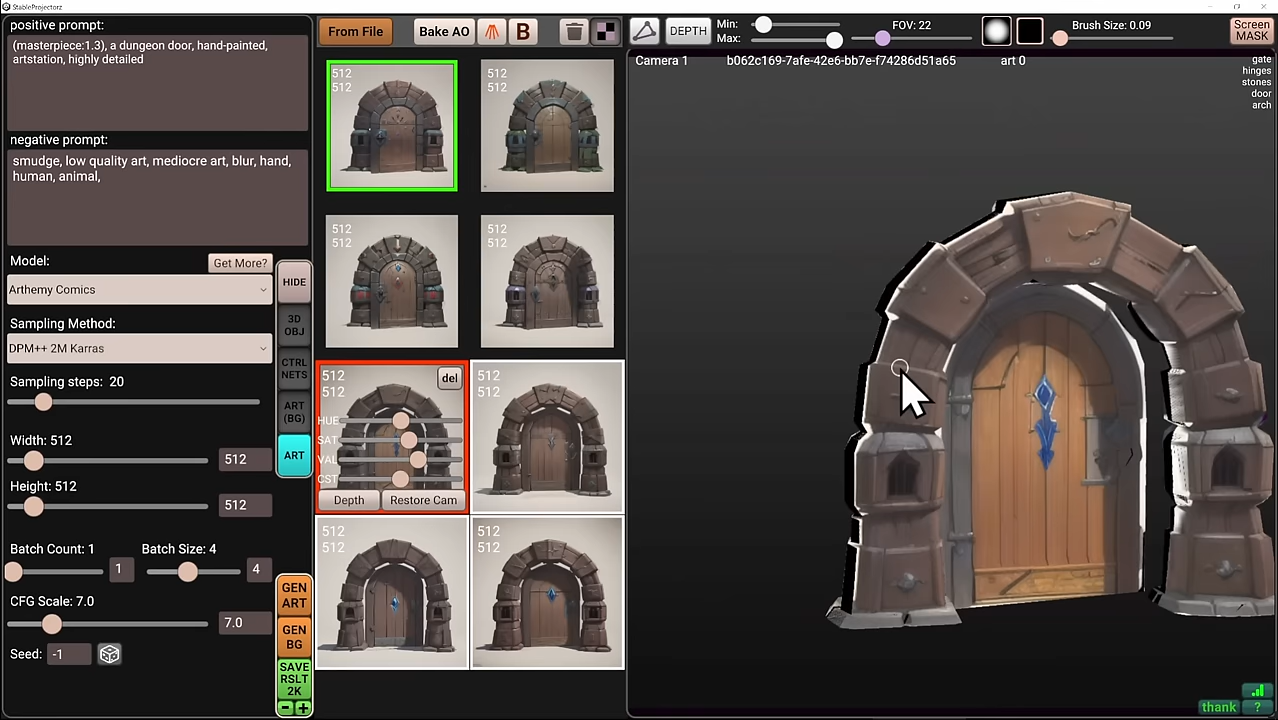 StableProjectorz
positive prompt:
(masterpiece:1.3), a dungeon door, hand-painted,
artstation, highly detailed
negative prompt:
smudge, low quality art, mediocre art, blur, hand,
human, animal,
Model:
Get More?
Arthemy Comics
Sampling Method:
DPM++ 2M Karras
Sampling steps: 20
Width: 512
512
Height: 512
512
Batch Count: 1
Batch Size: 4
1
4
CFG Scale: 7.0
7.0
Seed:
-1
HIDE
3D
OBJ
CTRL
NETS
ART
(BG)
ART
GEN
ART
GEN
BG
SAVE
RSLT
2K
- +
From File
Bake AO
B
512
512
512
512
512
512
512
512
512
512
del
HUE
SAT
VAL
CST
Depth
Restore Cam
512
512
512
512
512
512
DEPTH
Min:
Max:
FOV: 22
Brush Size: 0.09
Screen
MASK
Camera 1
b062c169-7afe-42e6-bb7e-f74286d51a65
art 0
gate
hinges
stones
door
arch
thank
?